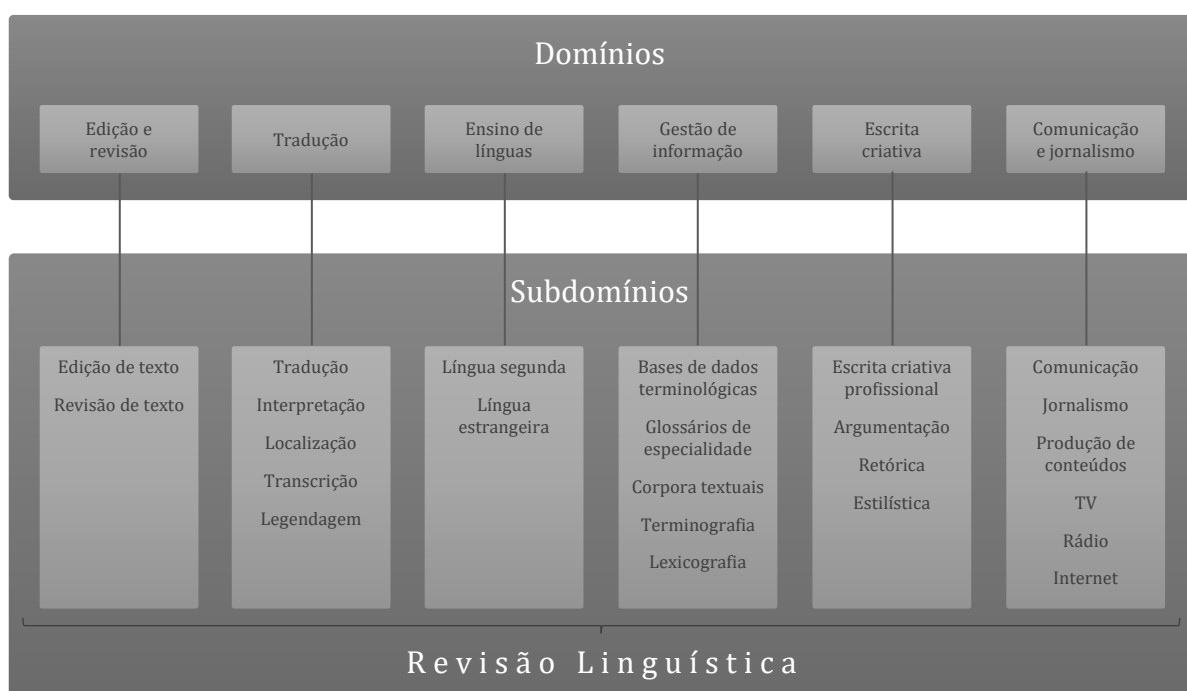 Domínios
Edição e
revisão
Tradução
Ensino de
línguas
Gestão de
informação
Escrita
criativa
Comunicação
e jornalismo
Subdomínios
Edição de texto
Revisão de texto
Tradução
Interpretação
Localização
Transcrição
Legendagem
Língua segunda
Língua
estrangeira
Bases de dados
terminológicas
Glossários de
especialidade
Corpora textuais
Terminografia
Lexicografia
Escrita criativa
profissional
Argumentação
Retórica
Estilística
Comunicação
Jornalismo
Produção de
conteúdos
TV
Rádio
Internet
Revisão Linguística